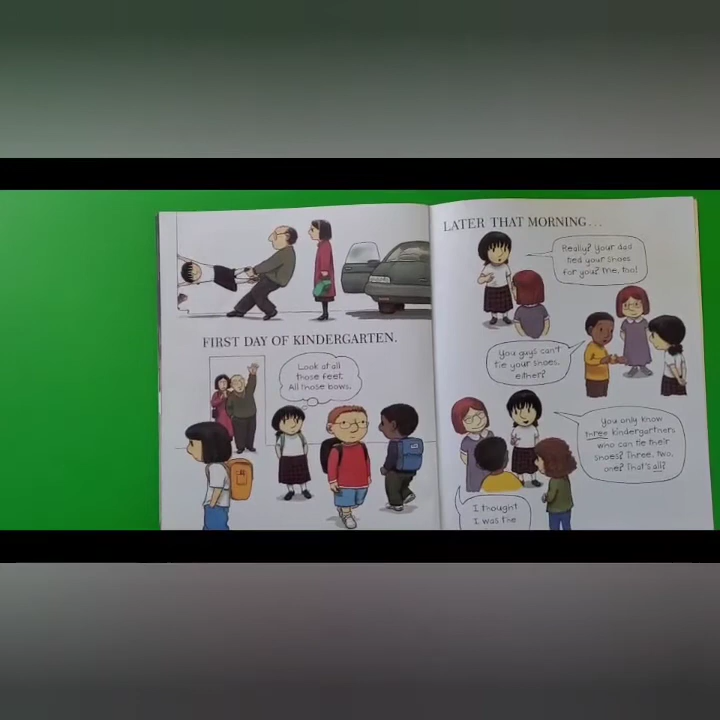 FIRST DAY OF KINDERGARTEN.
Look at all
those feet.
All those bows.
LATER THAT MORNING...
Really? Your dad
tied your shoes
for you? Me, too!
You guys can't
tie your shoes,
either?
You only know
three kindergartners
who can tie their
shoes? Three, two,
one? That's all?
I thought
I was the